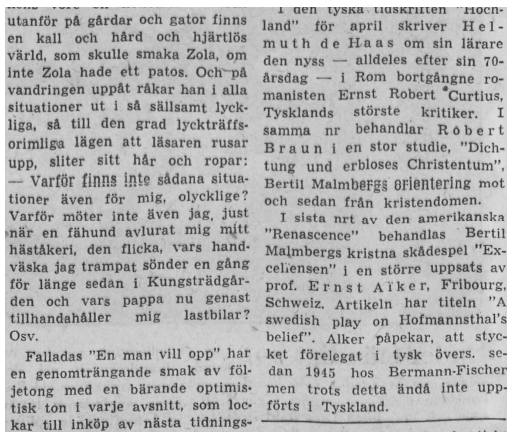 utanför på gårdar och gator finns
en kall och hård och hjärtlös
värld, som skulle smaka Zola, om
inte Zola hade ett patos. Och på
vandringen uppåt råkar han i alla
situationer ut i så sällsamt lyck-
liga, så till den grad lyckträffs-
orimliga lägen att läsaren rusar
upp, sliter sitt hår och ropar:
— Varför finns inte sådana situa-
tioner även för mig, olycklige?
Varför möter inte även jag, just
när en fähund avlurat mig mitt
häståkeri, den flicka, vars hand-
väska jag trampat sönder en gång
för länge sedan i Kungsträdgår-
den och vars pappa nu genast
tillhandahåller mig lastbilar?
Osv.
Falladas "En man vill opp" har
en genomträngande smak av föl-
jetong med en bärande optimis-
tisk ton i varje avsnitt, som loc-
kar till inköp av nästa tidnings-
I den tyska tidskriften "Hoch-
land" för april skriver Hel-
muth de Haas om sin lärare
den nyss — alldeles efter sin 70-
årsdag — i Rom bortgångne ro-
manisten Ernst Robert Curtius,
Tysklands störste kritiker. I
samma nr behandlar Robert
Braun i en stor studie, "Dich-
tung und erbloses Christentum",
Bertil Malmbergs orientering mot
och sedan från kristendomen.
I sista nrt av den amerikanska
"Renascence" behandlas Bertil
Malmbergs kristna skådespel "Ex-
cellensen" i en större uppsats av
prof. Ernst Alker, Fribourg,
Schweiz. Artikeln har titeln "A
swedish play on Hofmannsthal's
belief". Alker påpekar, att styc-
ket förelegat i tysk övers. se-
dan 1945 hos Bermann-Fischer
men trots detta ändå inte upp-
förts i Tyskland.